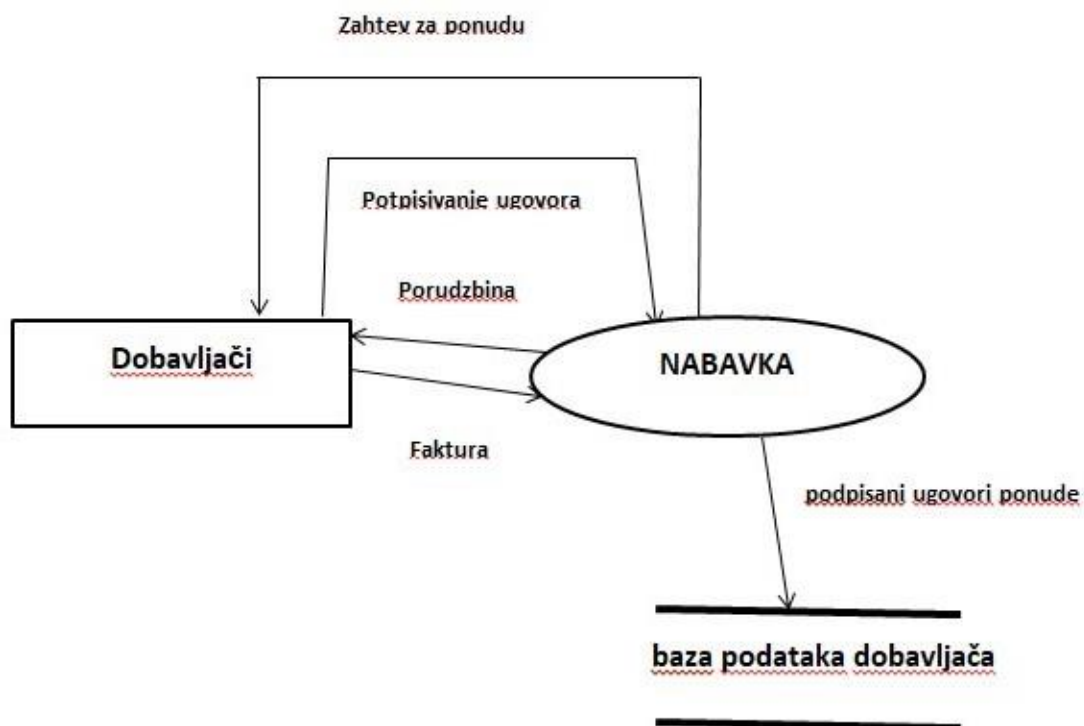 Zahtev za ponudu
Potpisivanje ugovora
Porudzbina
Dobavljači
NABAVKA
Faktura
podpisani ugovori ponude
baza podataka dobavljača